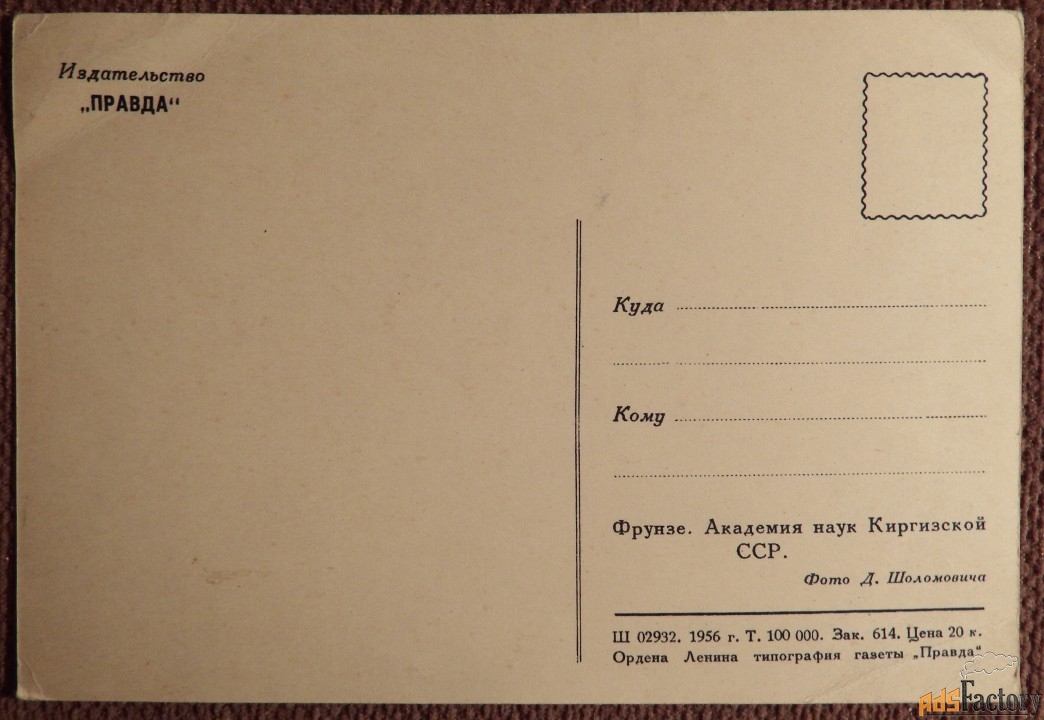 Издательство
„ПРАВДА“
Куда
Кому
Фрунзе. Академия наук Киргизской
ССР.
Фото Д. Шоломовича
Ш 02932. 1956 г. Т. 100 000. Зак. 614. Цена 20 к.
Ордена Ленина типография газеты „Правда“
AdsFactory